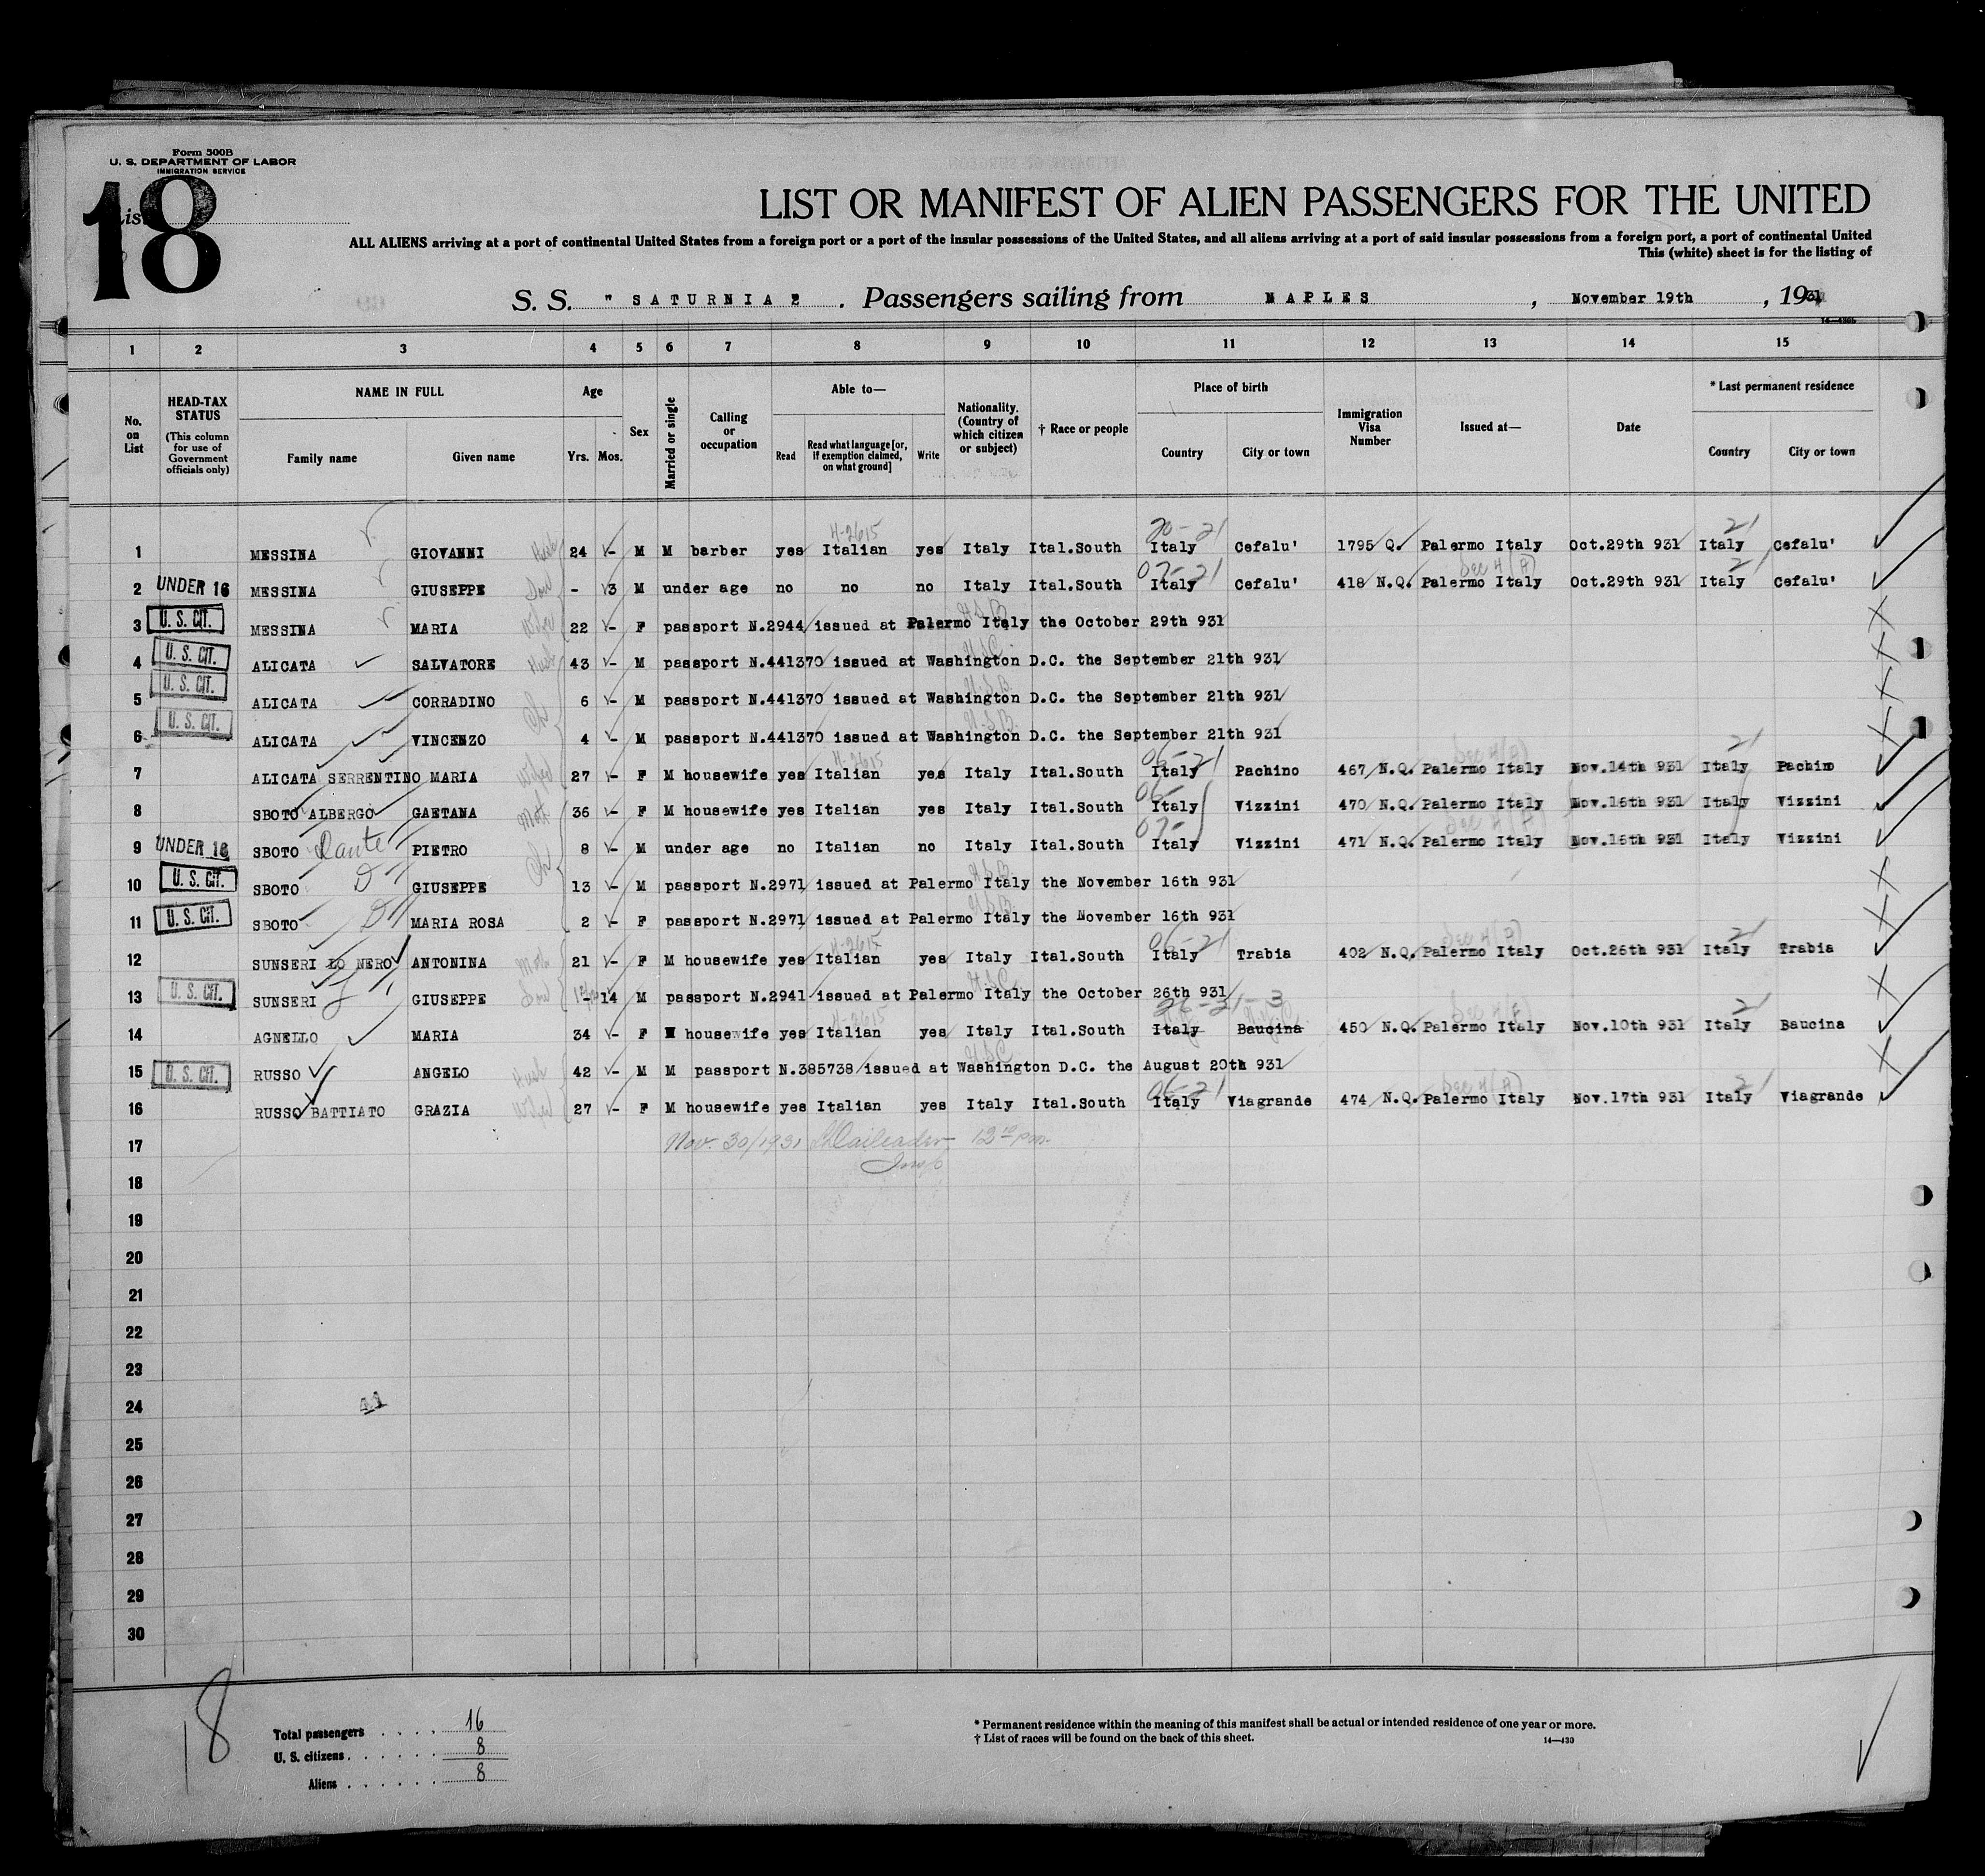 Form 500B
U. S. DEPARTMENT OF LABOR
IMMIGRATION SERVICE
18
LIST OR MANIFEST OF ALIEN PASSENGERS FOR THE UNITED
ALL ALIENS arriving at a port of continental United States from a foreign port or a port of the insular possessions of the United States, and all aliens arriving at a port of said insular possessions from a foreign port, a port of continental United
This (white) sheet is for the listing of
S. S. " SATURNIA . Passengers sailing from NAPLES , November 19th , 1931
1 2 3 4 5 6 7 8 9 10 11 12 13 14 15
No. on List
HEAD-TAX STATUS (This column for use of Government officials only)
NAME IN FULL
Family name Given name
Age
Yrs. Mos.
Sex
Married or single
Calling or occupation
Able to—
Read Read what language [or, if exemption claimed, on what ground] Write
Nationality. (Country of which citizen or subject)
† Race or people
Place of birth
Country City or town
Immigration Visa Number
Issued at—
Date
* Last permanent residence
Country City or town
1 MESSINA GIOVANNI 24 - M M barber yes Italian yes Italy Ital.South Italy Cefalu' 1795 Q. Palermo Italy Oct.29th 931 Italy Cefalu'
2 UNDER 16 MESSINA GIUSEPPE - 3 M under age no no no Italy Ital.South Italy Cefalu' 418 N.Q. Palermo Italy Oct.29th 931 Italy Cefalu'
3 U. S. CIT. MESSINA MARIA 22 - F passport N.2944 issued at Palermo Italy the October 29th 931
4 U. S. CIT. ALICATA SALVATORE 43 - M passport N.441370 issued at Washington D.C. the September 21th 931
5 U. S. CIT. ALICATA CORRADINO 6 - M passport N.441370 issued at Washington D.C. the September 21th 931
6 U. S. CIT. ALICATA VINCENZO 4 - M passport N.441370 issued at Washington D.C. the September 21th 931
7 ALICATA SERRENTINO MARIA 27 - F M housewife yes Italian yes Italy Ital.South Italy Pachino 467 N.Q. Palermo Italy Nov.14th 931 Italy Pachino
8 SBOTO ALBERGO GAETANA 36 - F M housewife yes Italian yes Italy Ital.South Italy Vizzini 470 N.Q. Palermo Italy Nov.16th 931 Italy Vizzini
9 UNDER 16 SBOTO Dante PIETRO 8 - M under age no Italian no Italy Ital.South Italy Vizzini 471 N.Q. Palermo Italy Nov.16th 931 Italy Vizzini
10 U. S. CIT. SBOTO D" GIUSEPPE 13 - M passport N.2971 issued at Palermo Italy the November 16th 931
11 U. S. CIT. SBOTO D" MARIA ROSA 2 - F passport N.2971 issued at Palermo Italy the November 16th 931
12 SUNSERI LO NERO ANTONINA 21 - F M housewife yes Italian yes Italy Ital.South Italy Trabia 402 N.Q. Palermo Italy Oct.26th 931 Italy Trabia
13 U. S. CIT. SUNSERI GIUSEPPE - 14 M passport N.2941 issued at Palermo Italy the October 26th 931
14 AGNELLO MARIA 34 - F M housewife yes Italian yes Italy Ital.South Italy Baucina 450 N.Q. Palermo Italy Nov.10th 931 Italy Baucina
15 U. S. CIT. RUSSO ANGELO 42 - M M passport N.385738 issued at Washington D.C. the August 20th 931
16 RUSSO BATTIATO GRAZIA 27 - F M housewife yes Italian yes Italy Ital.South Italy Viagrande 474 N.Q. Palermo Italy Nov.17th 931 Italy Viagrande
17 Nov. 30/1931
18
19
20
21
22
23
24
25
26
27
28
29
30
18
Total passengers . . . . 16
U. S. citizens . . . . . . 8
Aliens . . . . . . 8
* Permanent residence within the meaning of this manifest shall be actual or intended residence of one year or more.
† List of races will be found on the back of this sheet.
14—430